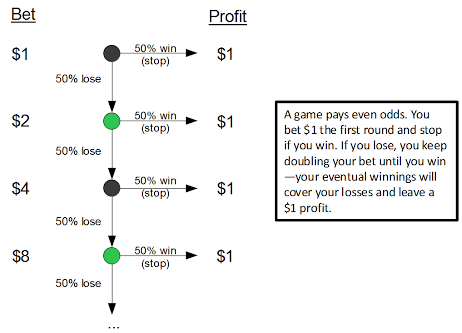 Bet
Profit
$1
50% win
(stop)
$1
50% lose
$2
50% win
(stop)
$1
50% lose
$4
50% win
(stop)
$1
50% lose
$8
50% win
(stop)
$1
50% lose
...
A game pays even odds. You
bet $1 the first round and stop
if you win. If you lose, you keep
doubling your bet until you win
—your eventual winnings will
cover your losses and leave a
$1 profit.